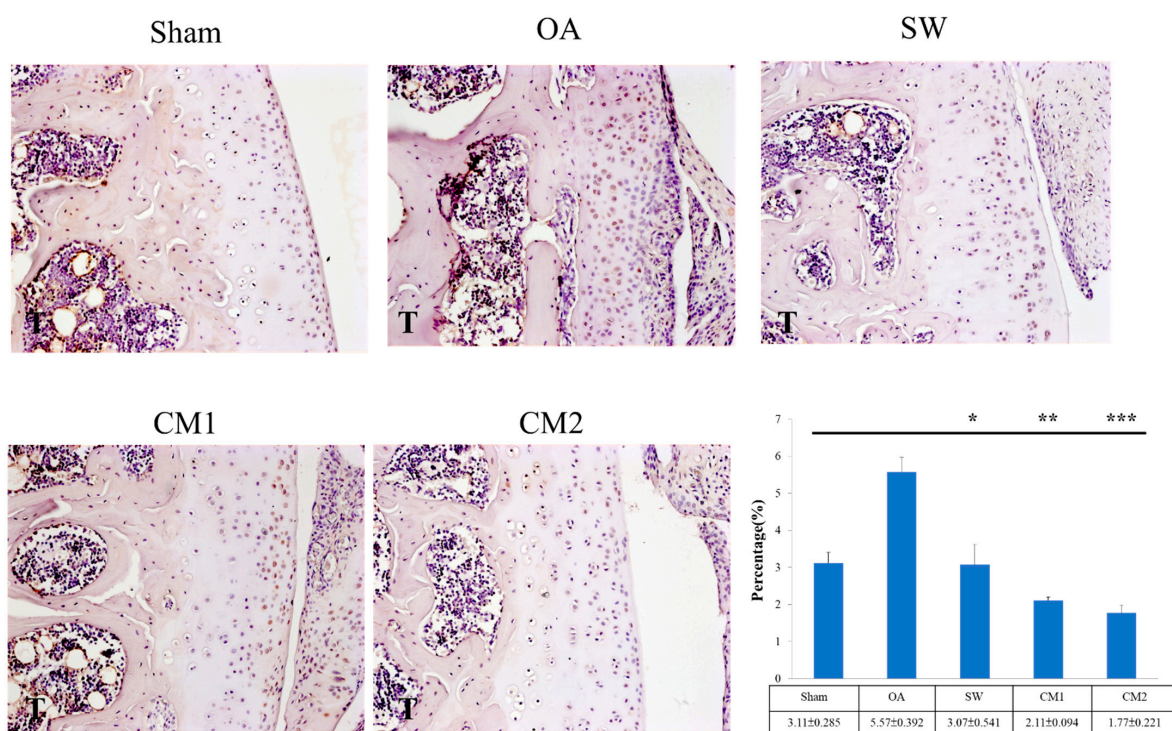 Sham
OA
SW
T
T
T
CM1
CM2
T
T
* ** ***
7
6
5
4
3
2
1
0
Percentage(%)
Sham OA SW CM1 CM2
3.11±0.285 5.57±0.392 3.07±0.541 2.11±0.094 1.77±0.221